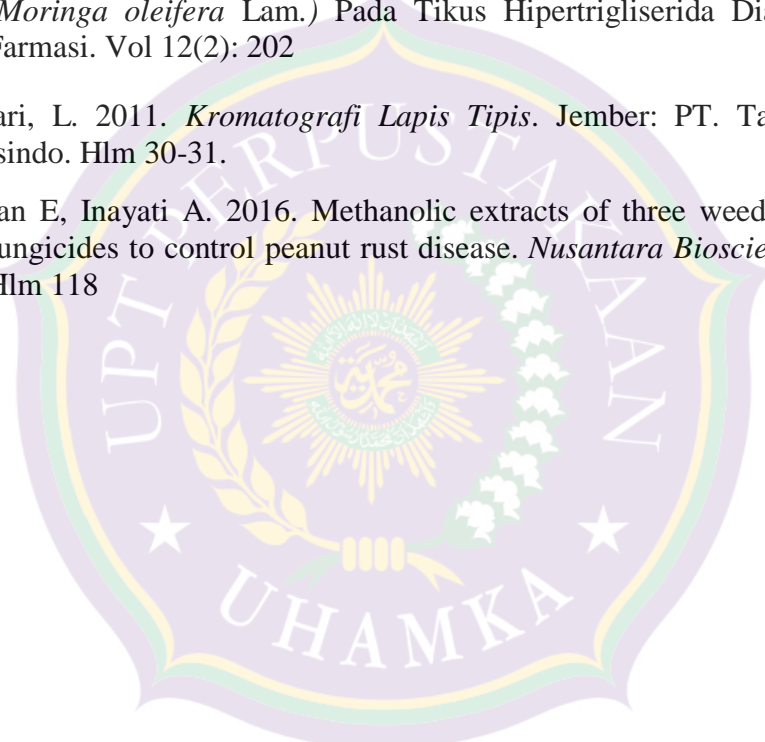 Moringa oleifera Lam.) Pada Tikus Hipertrigliserida Dia
Farmasi. Vol 12(2): 202
ari, L. 2011. Kromatografi Lapis Tipis. Jember: PT. Ta
sindo. Hlm 30-31.
an E, Inayati A. 2016. Methanolic extracts of three weed
ungicides to control peanut rust disease. Nusantara Bioscie
Hlm 118
UPT PERPUSTAKAAN
UHAMKA